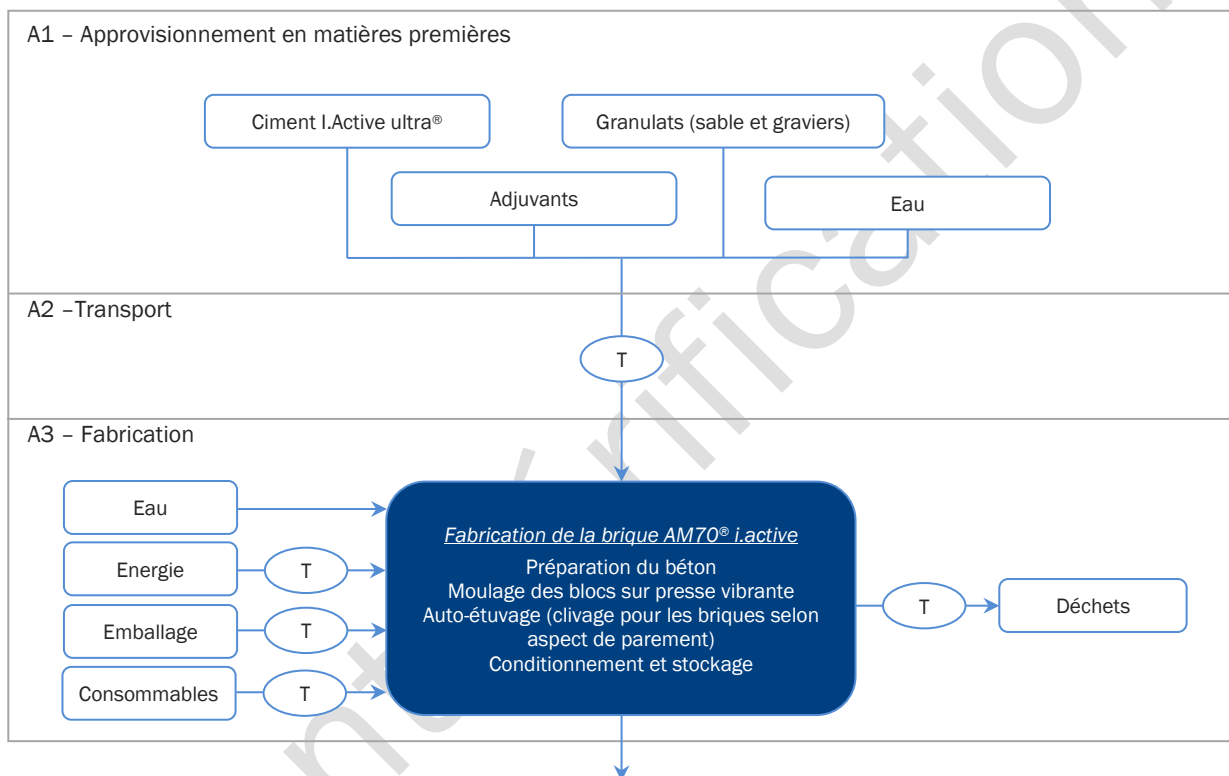 A1 – Approvisionnement en matières premières
Ciment I.Active ultra®
Granulats (sable et graviers)
Adjuvants
Eau
A2 –Transport
T
A3 – Fabrication
Eau
Energie
T
Emballage
T
Consommables
T
Fabrication de la brique AM70® i.active
Préparation du béton
Moulage des blocs sur presse vibrante
Auto-étuvage (clivage pour les briques selon
aspect de parement)
Conditionnement et stockage
T
Déchets